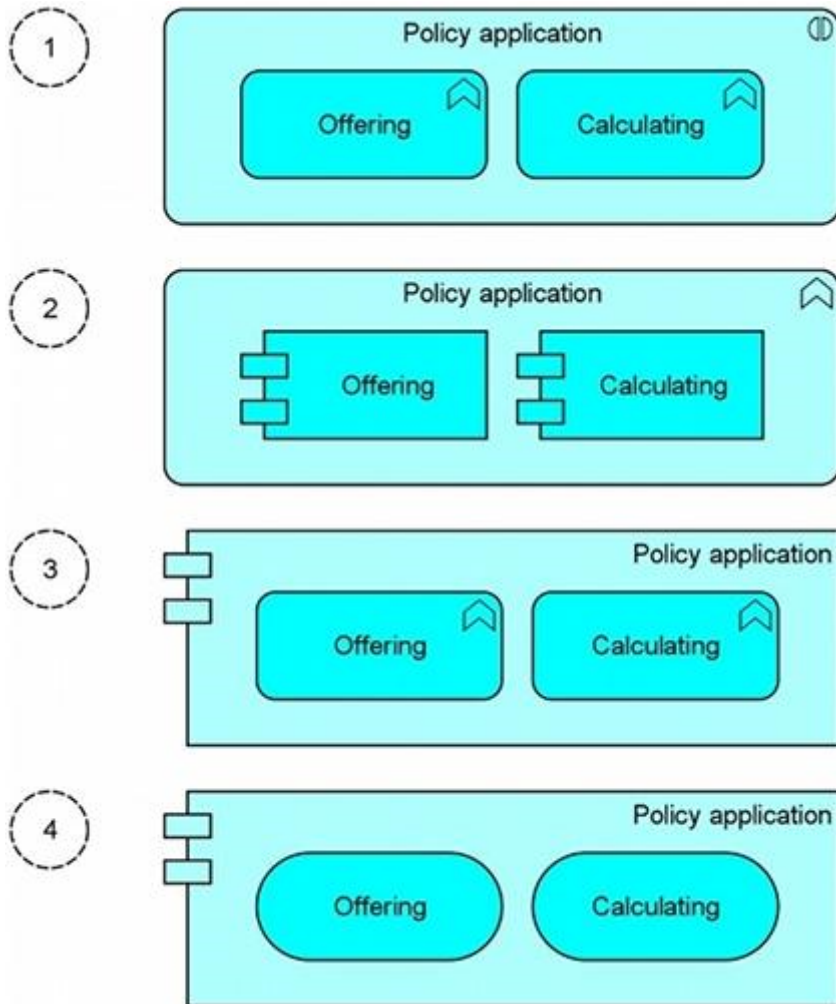 1
Policy application
Offering
Calculating
2
Policy application
Offering
Calculating
3
Policy application
Offering
Calculating
4
Policy application
Offering
Calculating